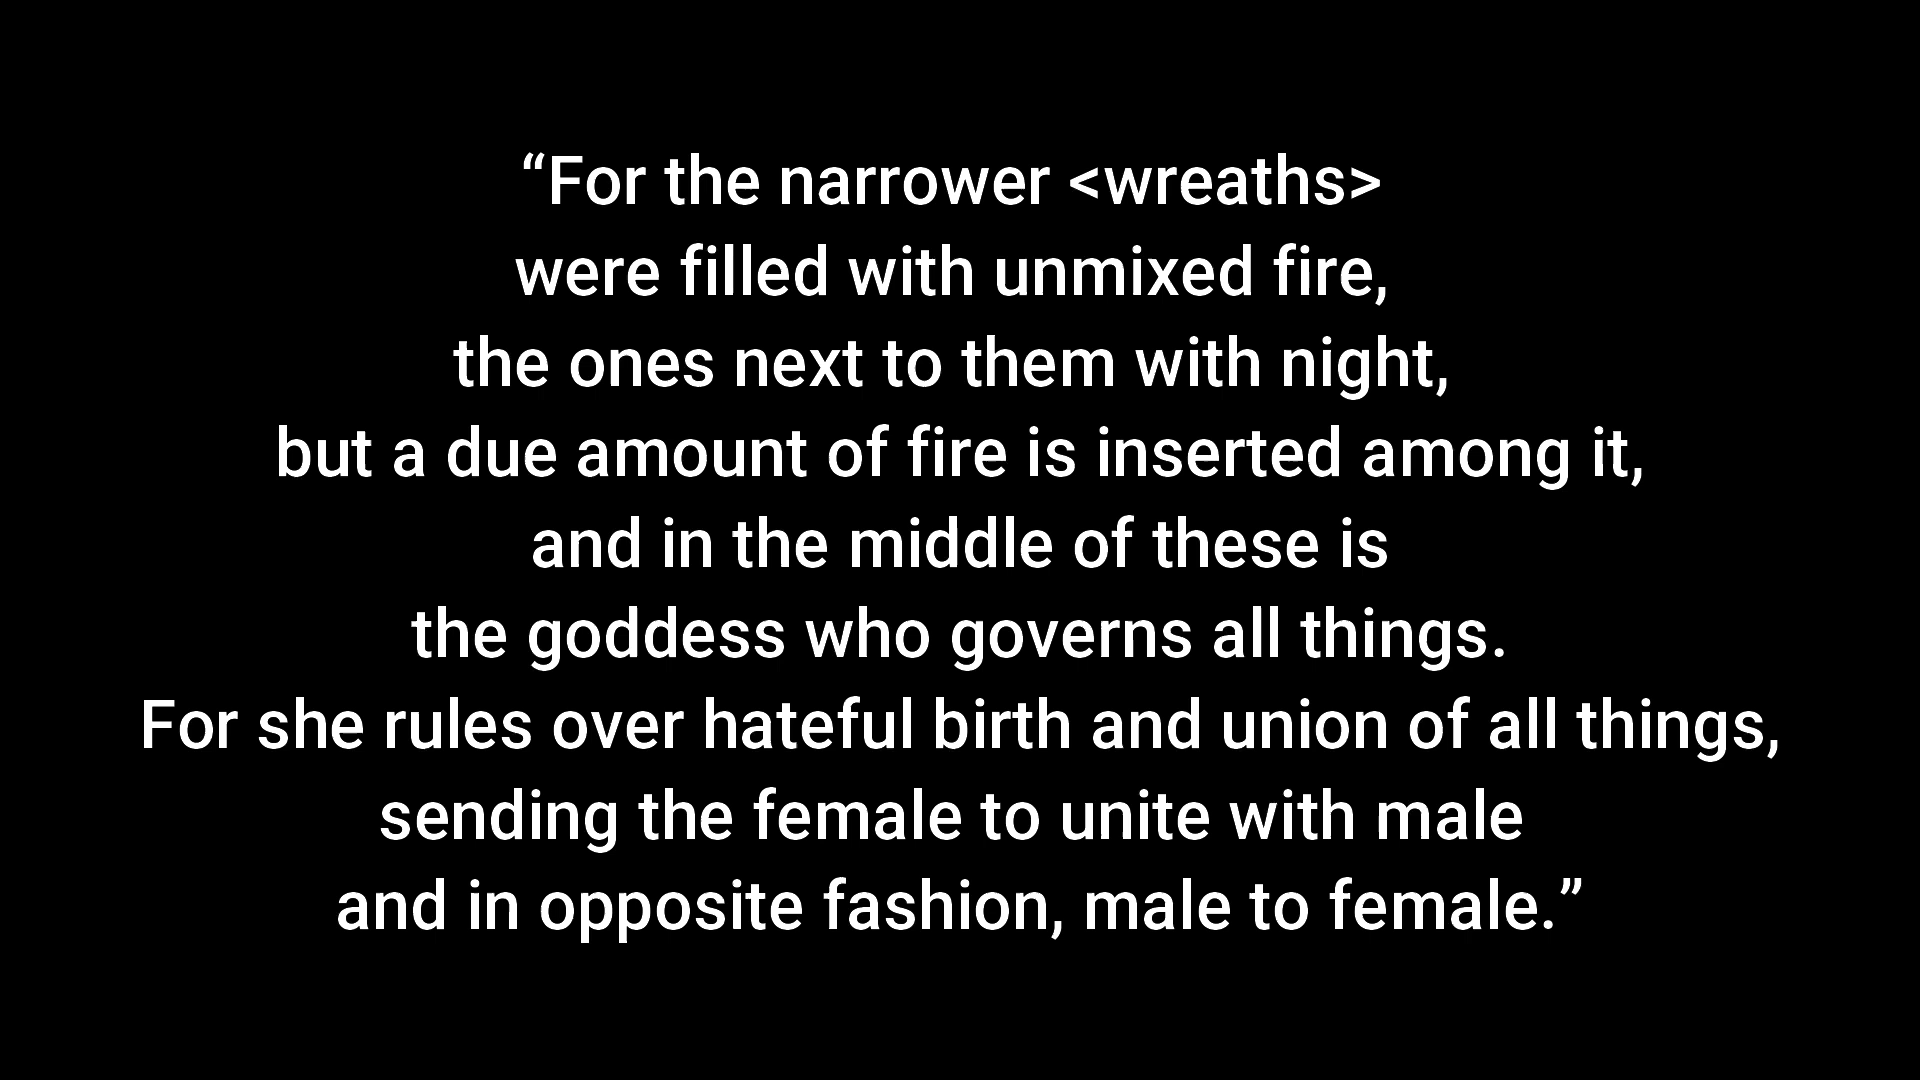 “For the narrower <wreaths>
were filled with unmixed fire,
the ones next to them with night,
but a due amount of fire is inserted among it,
and in the middle of these is
the goddess who governs all things.
For she rules over hateful birth and union of all things,
sending the female to unite with male
and in opposite fashion, male to female.”